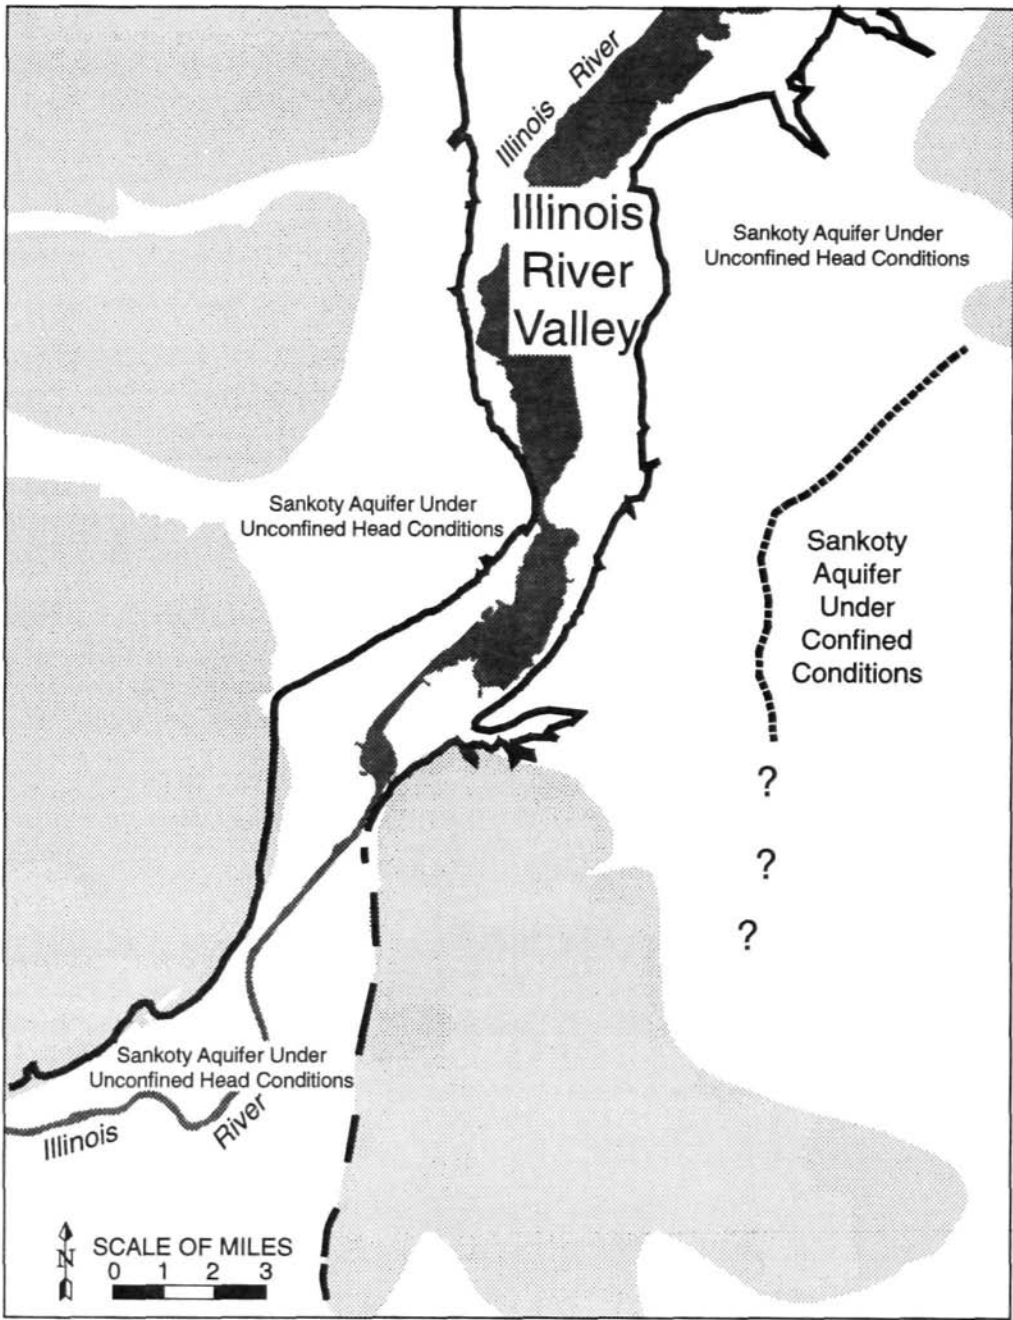 Illinois River
Illinois
River
Valley
Sankoty Aquifer Under
Unconfined Head Conditions
Sankoty Aquifer Under
Unconfined Head Conditions
Sankoty
Aquifer
Under
Confined
Conditions
?
?
?
Sankoty Aquifer Under
Unconfined Head Conditions
Illinois River
N
SCALE OF MILES
0 1 2 3